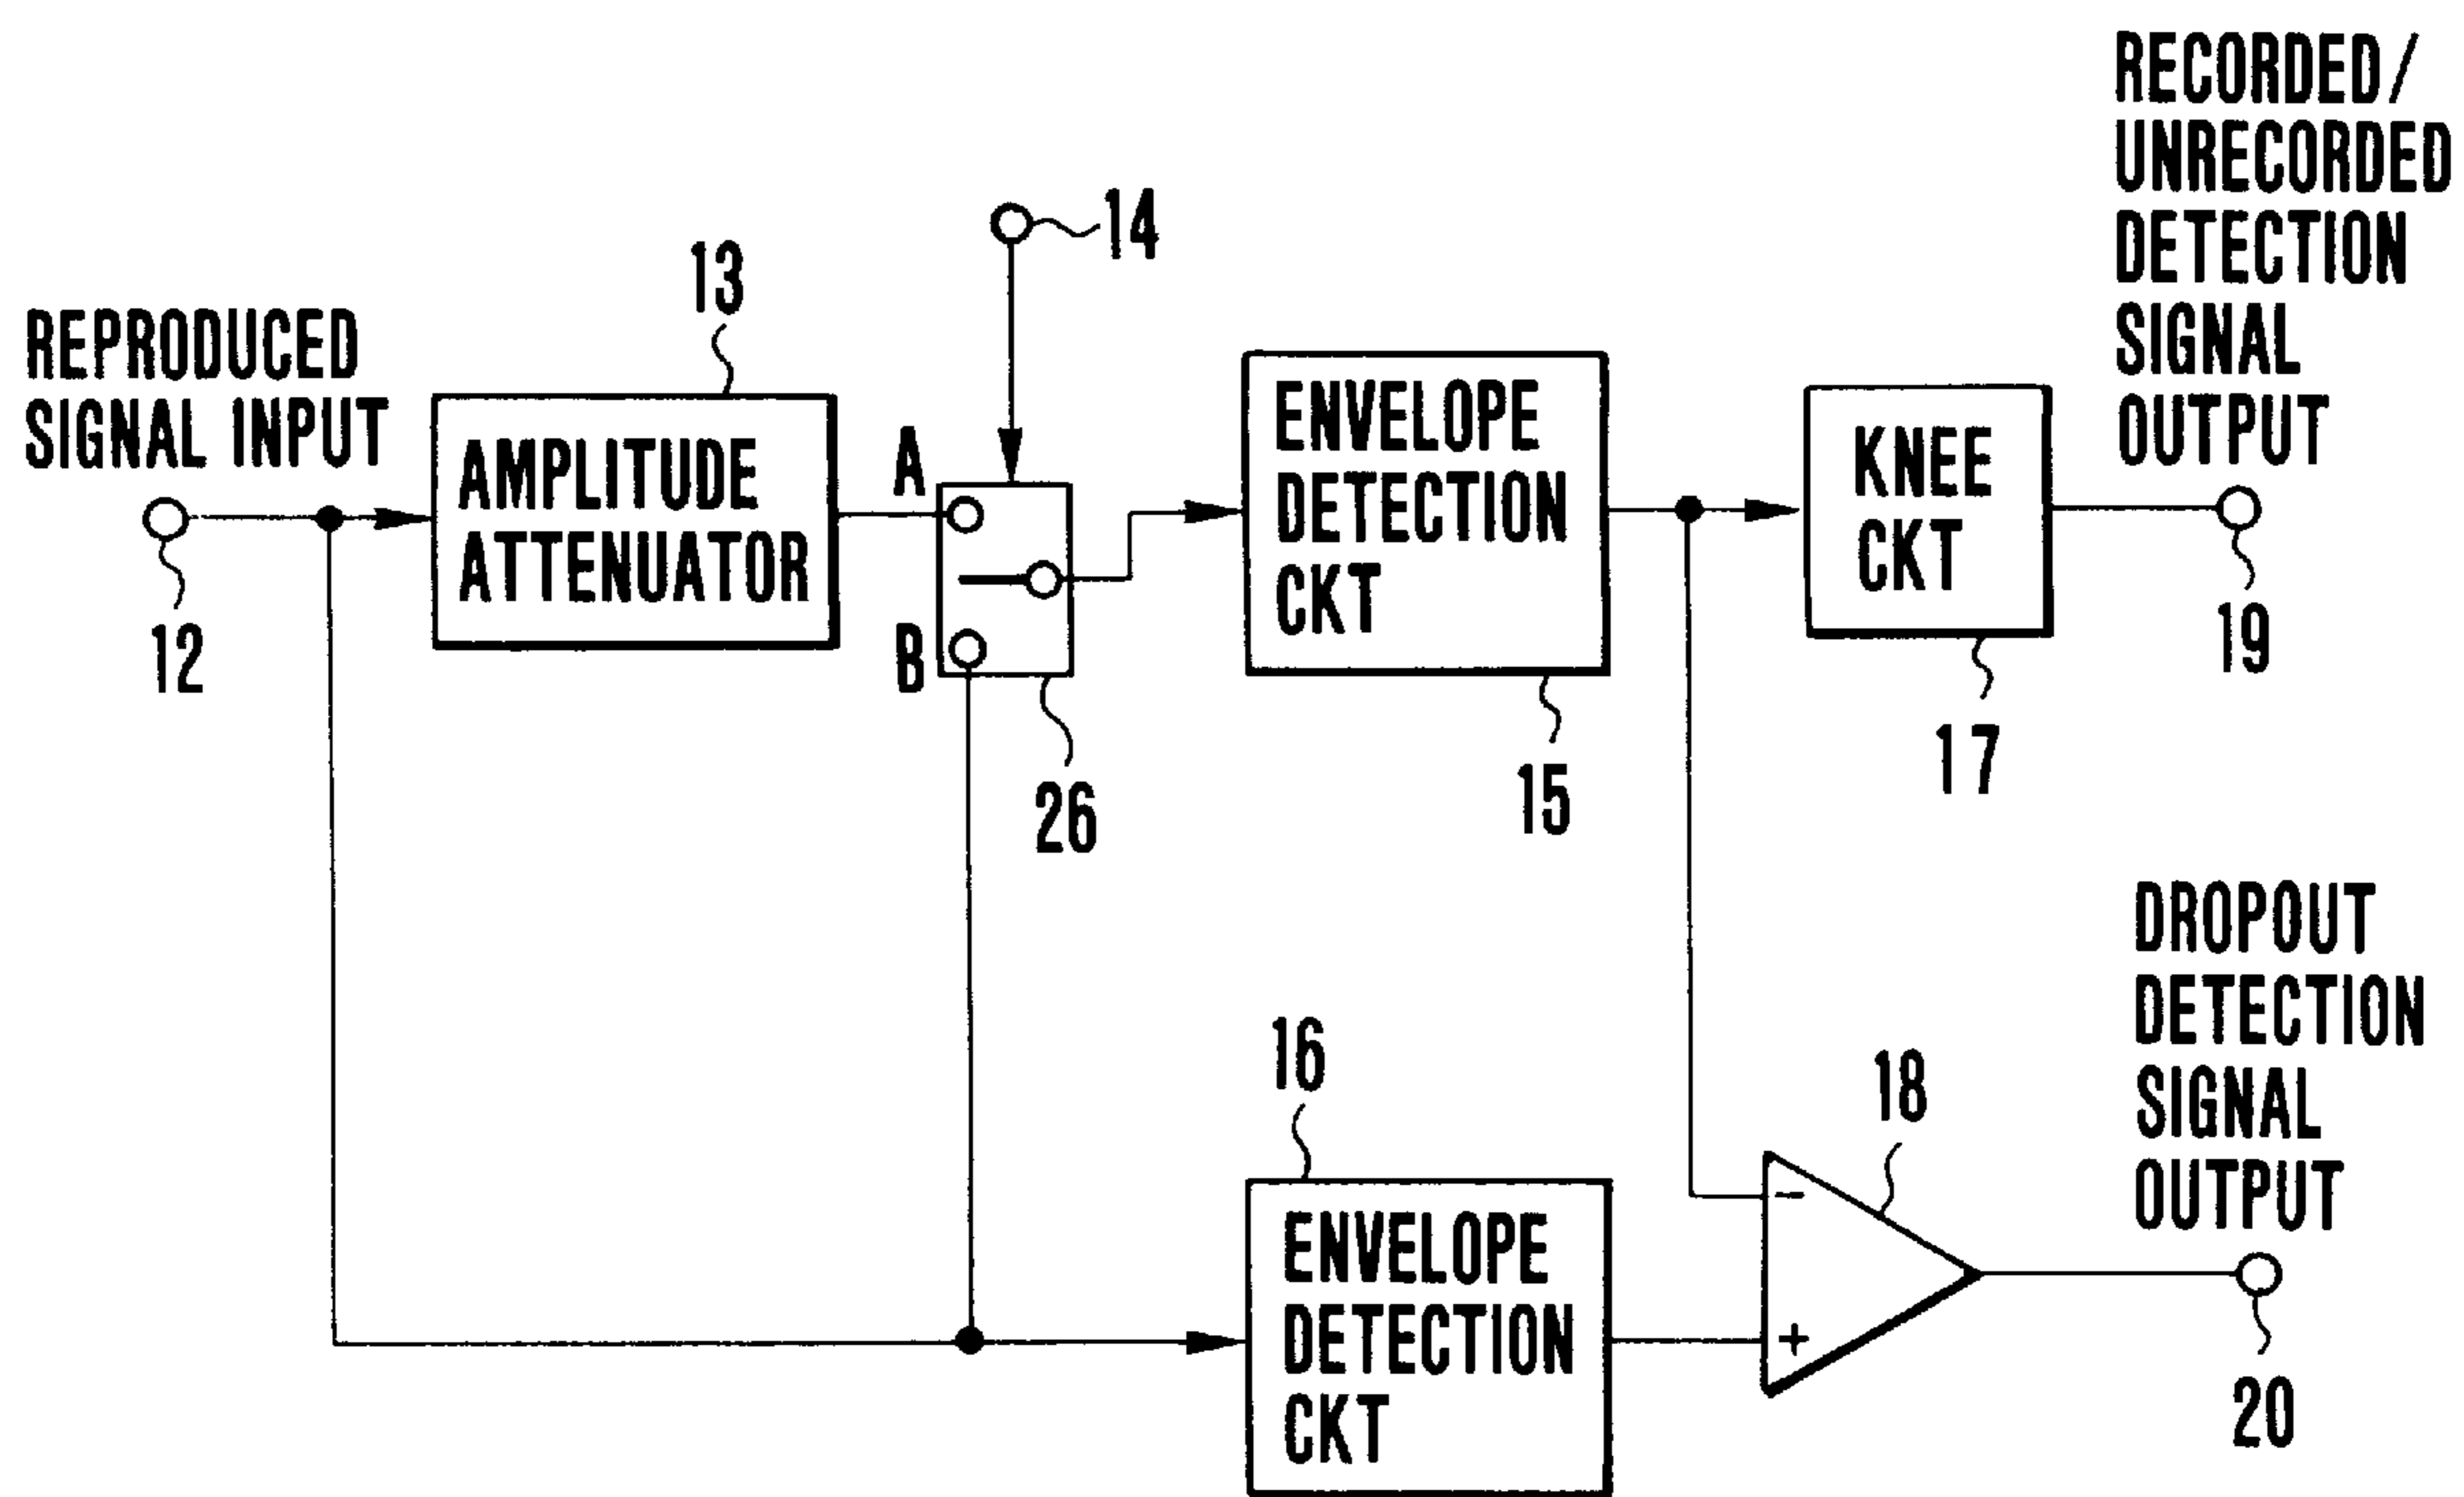 RECORDED/
UNRECORDED
DETECTION
SIGNAL
OUTPUT
14
13
REPRODUCED
SIGNAL INPUT
AMPLITUDE
ATTENUATOR
A
B
ENVELOPE
DETECTION
CKT
KNEE
CKT
12
26
15
17
19
DROPOUT
DETECTION
SIGNAL
OUTPUT
16
18
ENVELOPE
DETECTION
CKT
-
+
20